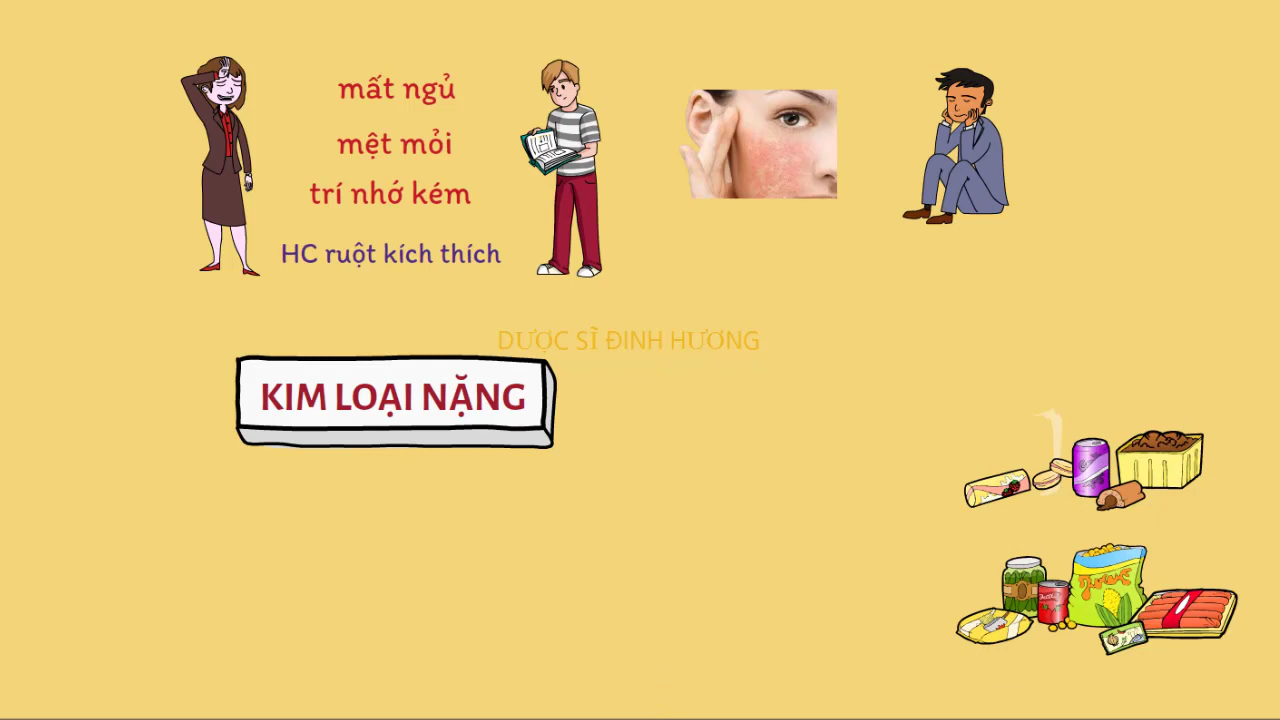 mất ngủ
mệt mỏi
trí nhớ kém
HC ruột kích thích
DƯỢC SĨ ĐINH HƯƠNG
KIM LOẠI NẶNG